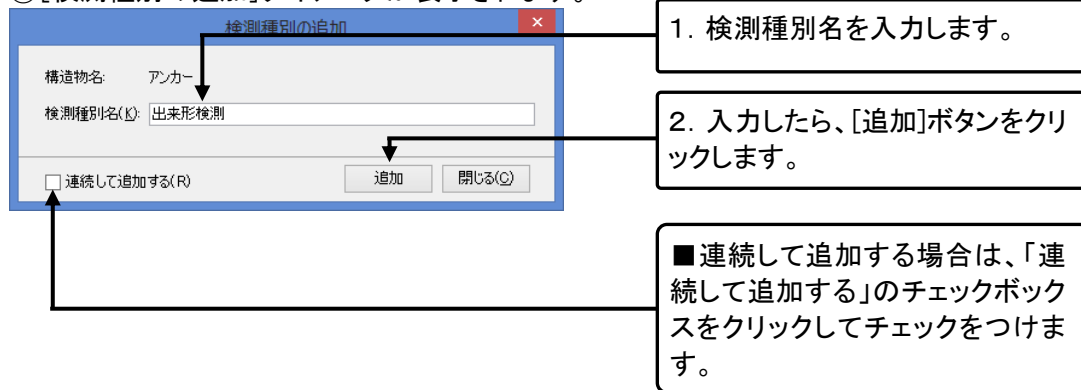 検測種別の追加
1. 検測種別名を入力します。
構造物名: アンカー
検測種別名(K): 出来形検測
2. 入力したら、[追加]ボタンをクリ
ックします。
連続して追加する(R)
追加
閉じる(C)
■連続して追加する場合は、「連
続して追加する」のチェックボック
スをクリックしてチェックをつけま
す。